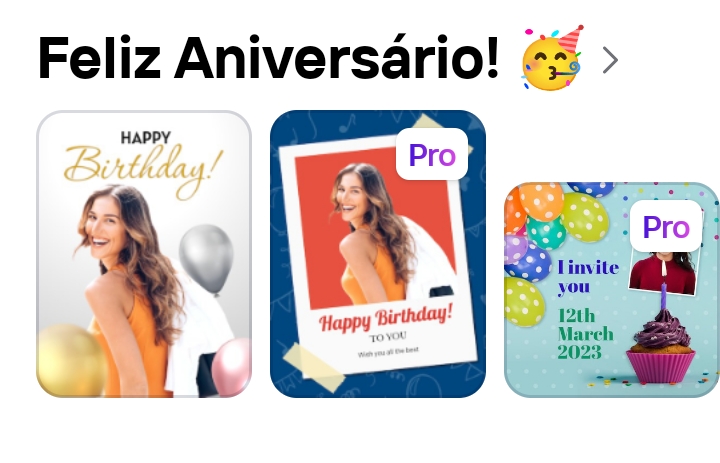 Feliz Aniversário! 🥳
HAPPY
Birthday!
Pro
Happy Birthday!
TO YOU
Wish you all the best
Pro
I invite
you
12th
March
2023